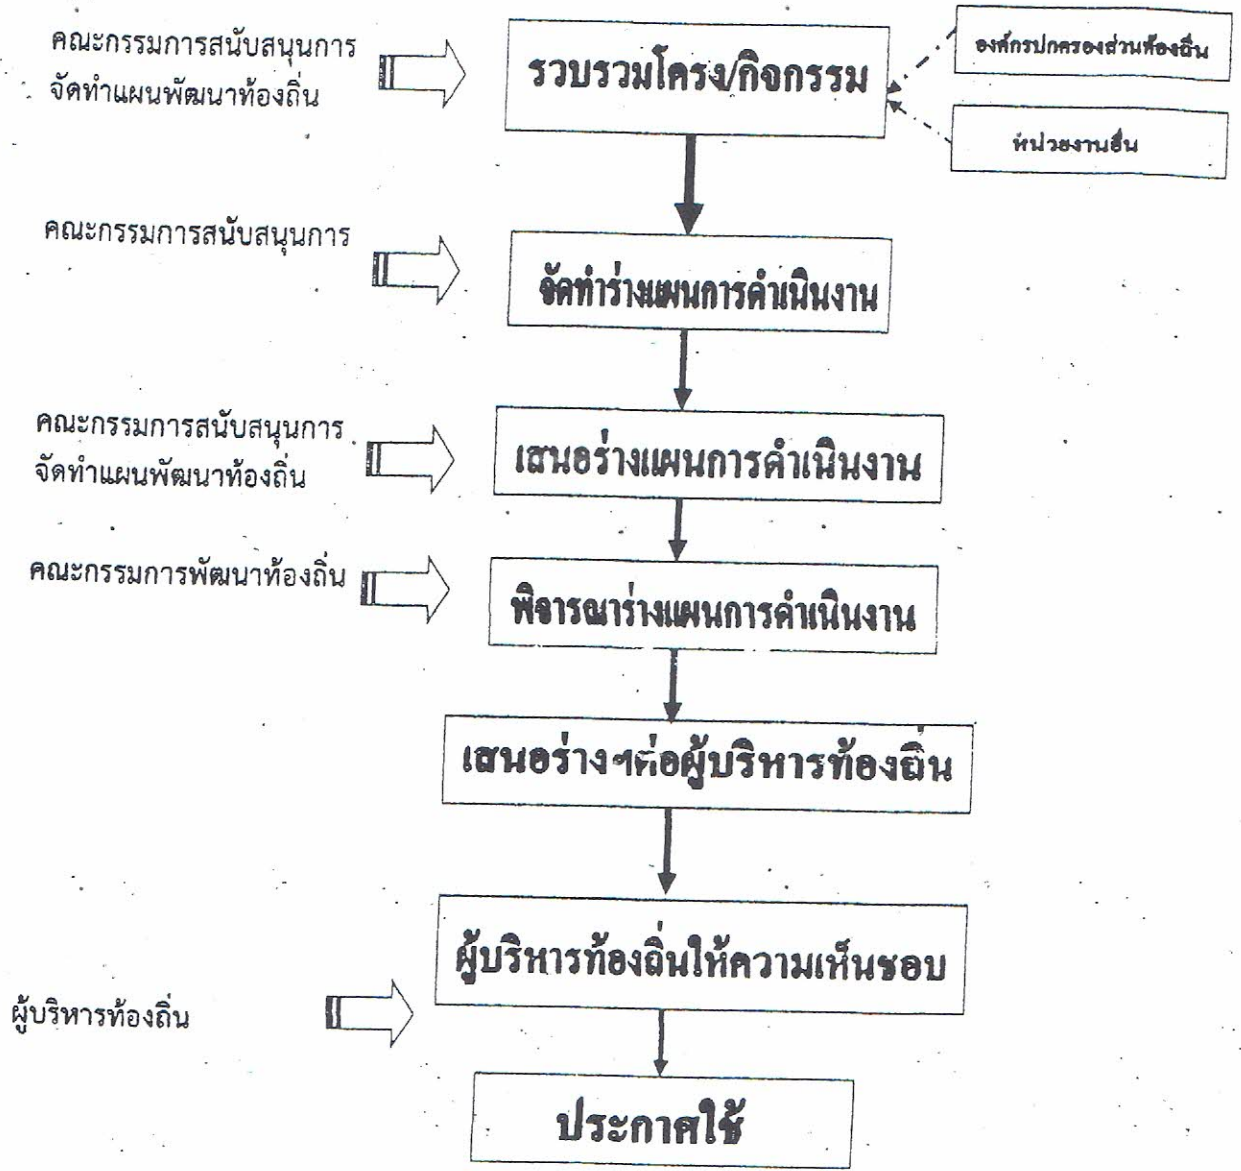 คณะกรรมการสนับสนุนการ
จัดทำแผนพัฒนาท้องถิ่น
รวบรวมโครง/กิจกรรม
องค์กรปกครองส่วนท้องถิ่น
หน่วยงานอื่น
คณะกรรมการสนับสนุนการ
จัดทำร่างแผนการดำเนินงาน
คณะกรรมการสนับสนุนการ
จัดทำแผนพัฒนาท้องถิ่น
เสนอร่างแผนการดำเนินงาน
คณะกรรมการพัฒนาท้องถิ่น
พิจารณาร่างแผนการดำเนินงาน
เสนอร่างฯต่อผู้บริหารท้องถิ่น
ผู้บริหารท้องถิ่นให้ความเห็นชอบ
ผู้บริหารท้องถิ่น
ประกาศใช้